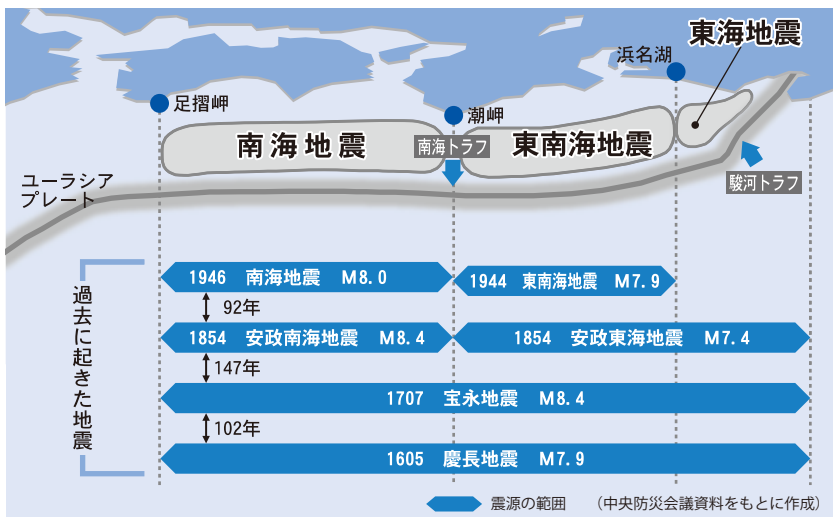 東海地震
浜名湖
足摺岬
潮岬
南海地震
南海トラフ
東南海地震
ユーラシア
プレート
駿河トラフ
過去に起きた地震
1946 南海地震 M8.0
1944 東南海地震 M7.9
92年
1854 安政南海地震 M8.4
1854 安政東海地震 M7.4
147年
1707 宝永地震 M8.4
102年
1605 慶長地震 M7.9
震源の範囲 (中央防災会議資料をもとに作成)